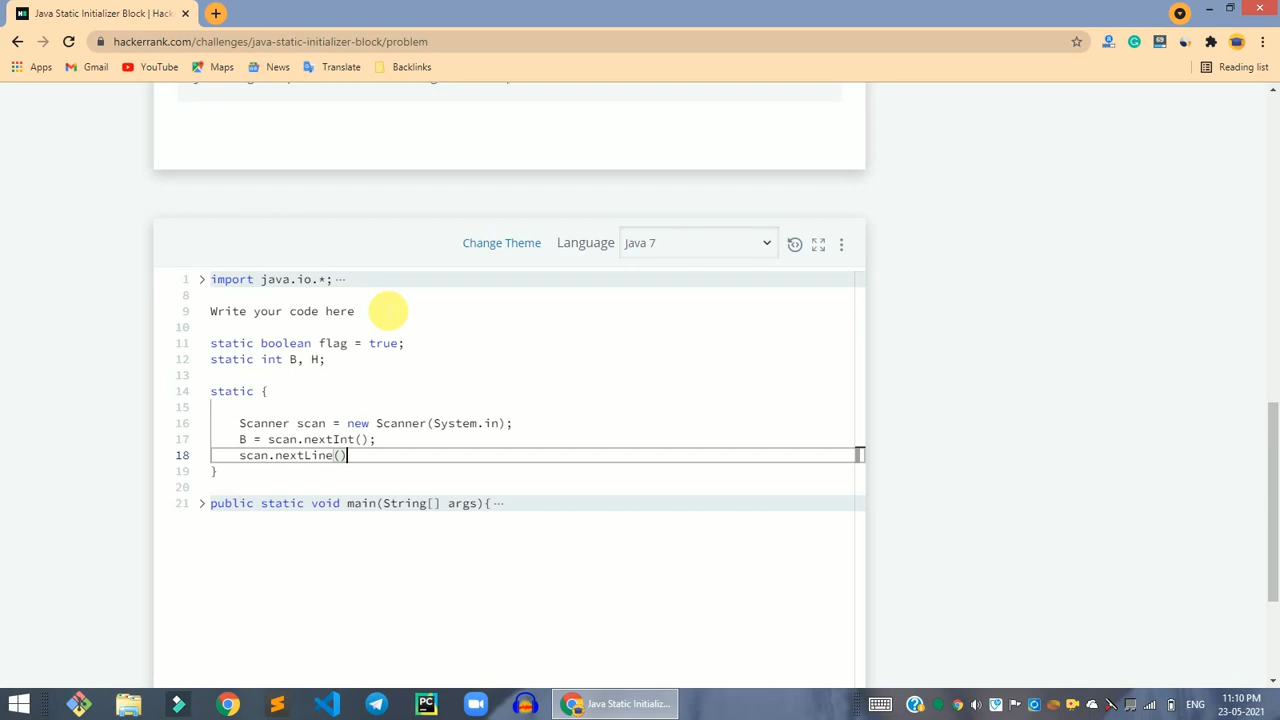 Java Static Initializer Block | Hack
hackerrank.com/challenges/java-static-initializer-block/problem
Apps Gmail YouTube Maps News Translate Backlinks Reading list
Change Theme Language Java 7
1 import java.io.*;
8
9 Write your code here
10
11 static boolean flag = true;
12 static int B, H;
13
14 static {
15
16 Scanner scan = new Scanner(System.in);
17 B = scan.nextInt();
18 scan.nextLine()
19 }
20
21 public static void main(String[] args){
Java Static Initializ...
ENG
11:10 PM
23-05-2021